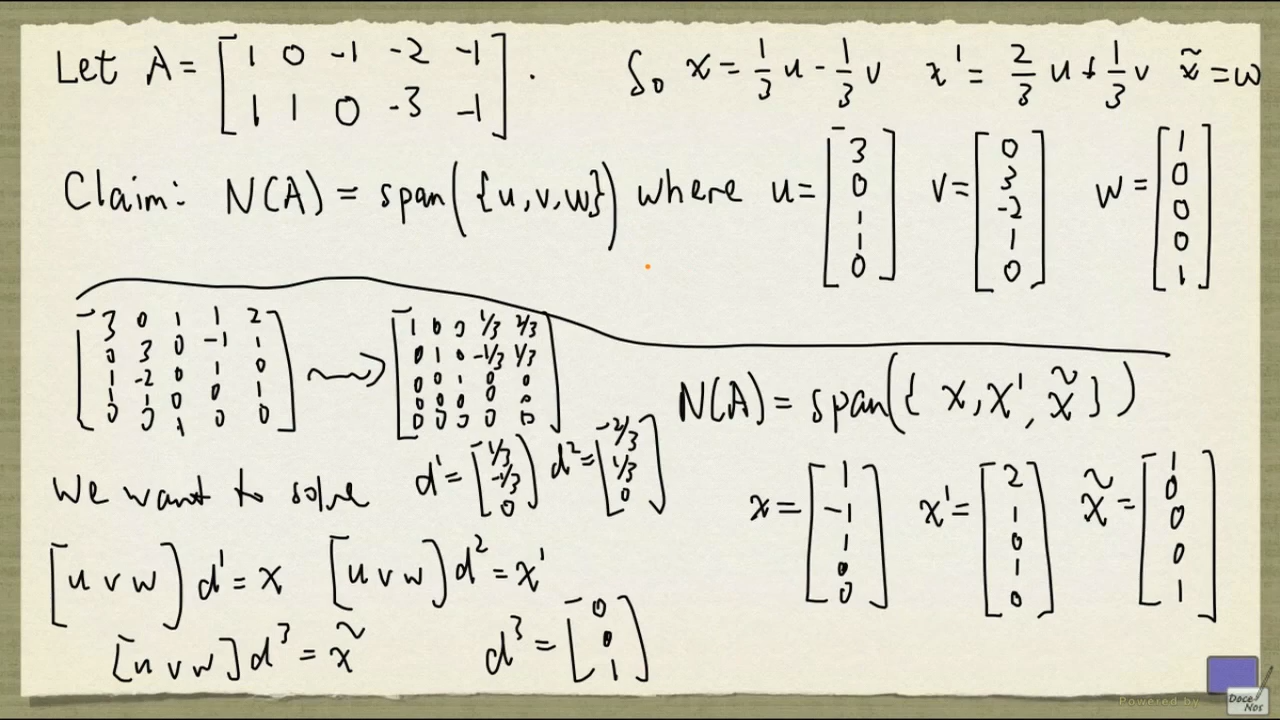 Let A = [ 1 0 -1 -2 -1 ; 1 1 0 -3 -1 ] .
So x = 1/3 u - 1/3 v   x' = 2/3 u + 1/3 v   x̃ = w
Claim: N(A) = span({u, v, w}) where u = [ 3 0 1 1 0 ]   v = [ 0 3 -2 1 0 ]   w = [ 1 0 0 0 1 ]
[ 3 0 1 1 2 ; 0 3 0 -1 1 ; 1 -2 0 1 0 ; 1 1 0 0 1 ; 0 0 1 0 0 ] ⇝ [ 1 0 0 1/3 2/3 ; 0 1 0 -1/3 1/3 ; 0 0 1 0 0 ; 0 0 0 0 0 ; 0 0 0 0 0 ]
N(A) = span({ x, x', x̃ })
x = [ 1 -1 1 0 0 ]   x' = [ 2 1 0 1 0 ]   x̃ = [ 1 0 0 0 1 ]
We want to solve   d¹ = [ 1/3 -1/3 0 ]   d² = [ 2/3 1/3 0 ]
[u v w] d¹ = x   [u v w] d² = x'
[u v w] d³ = x̃   d³ = [ 0 0 1 ]
Powered by
Doce
Nos